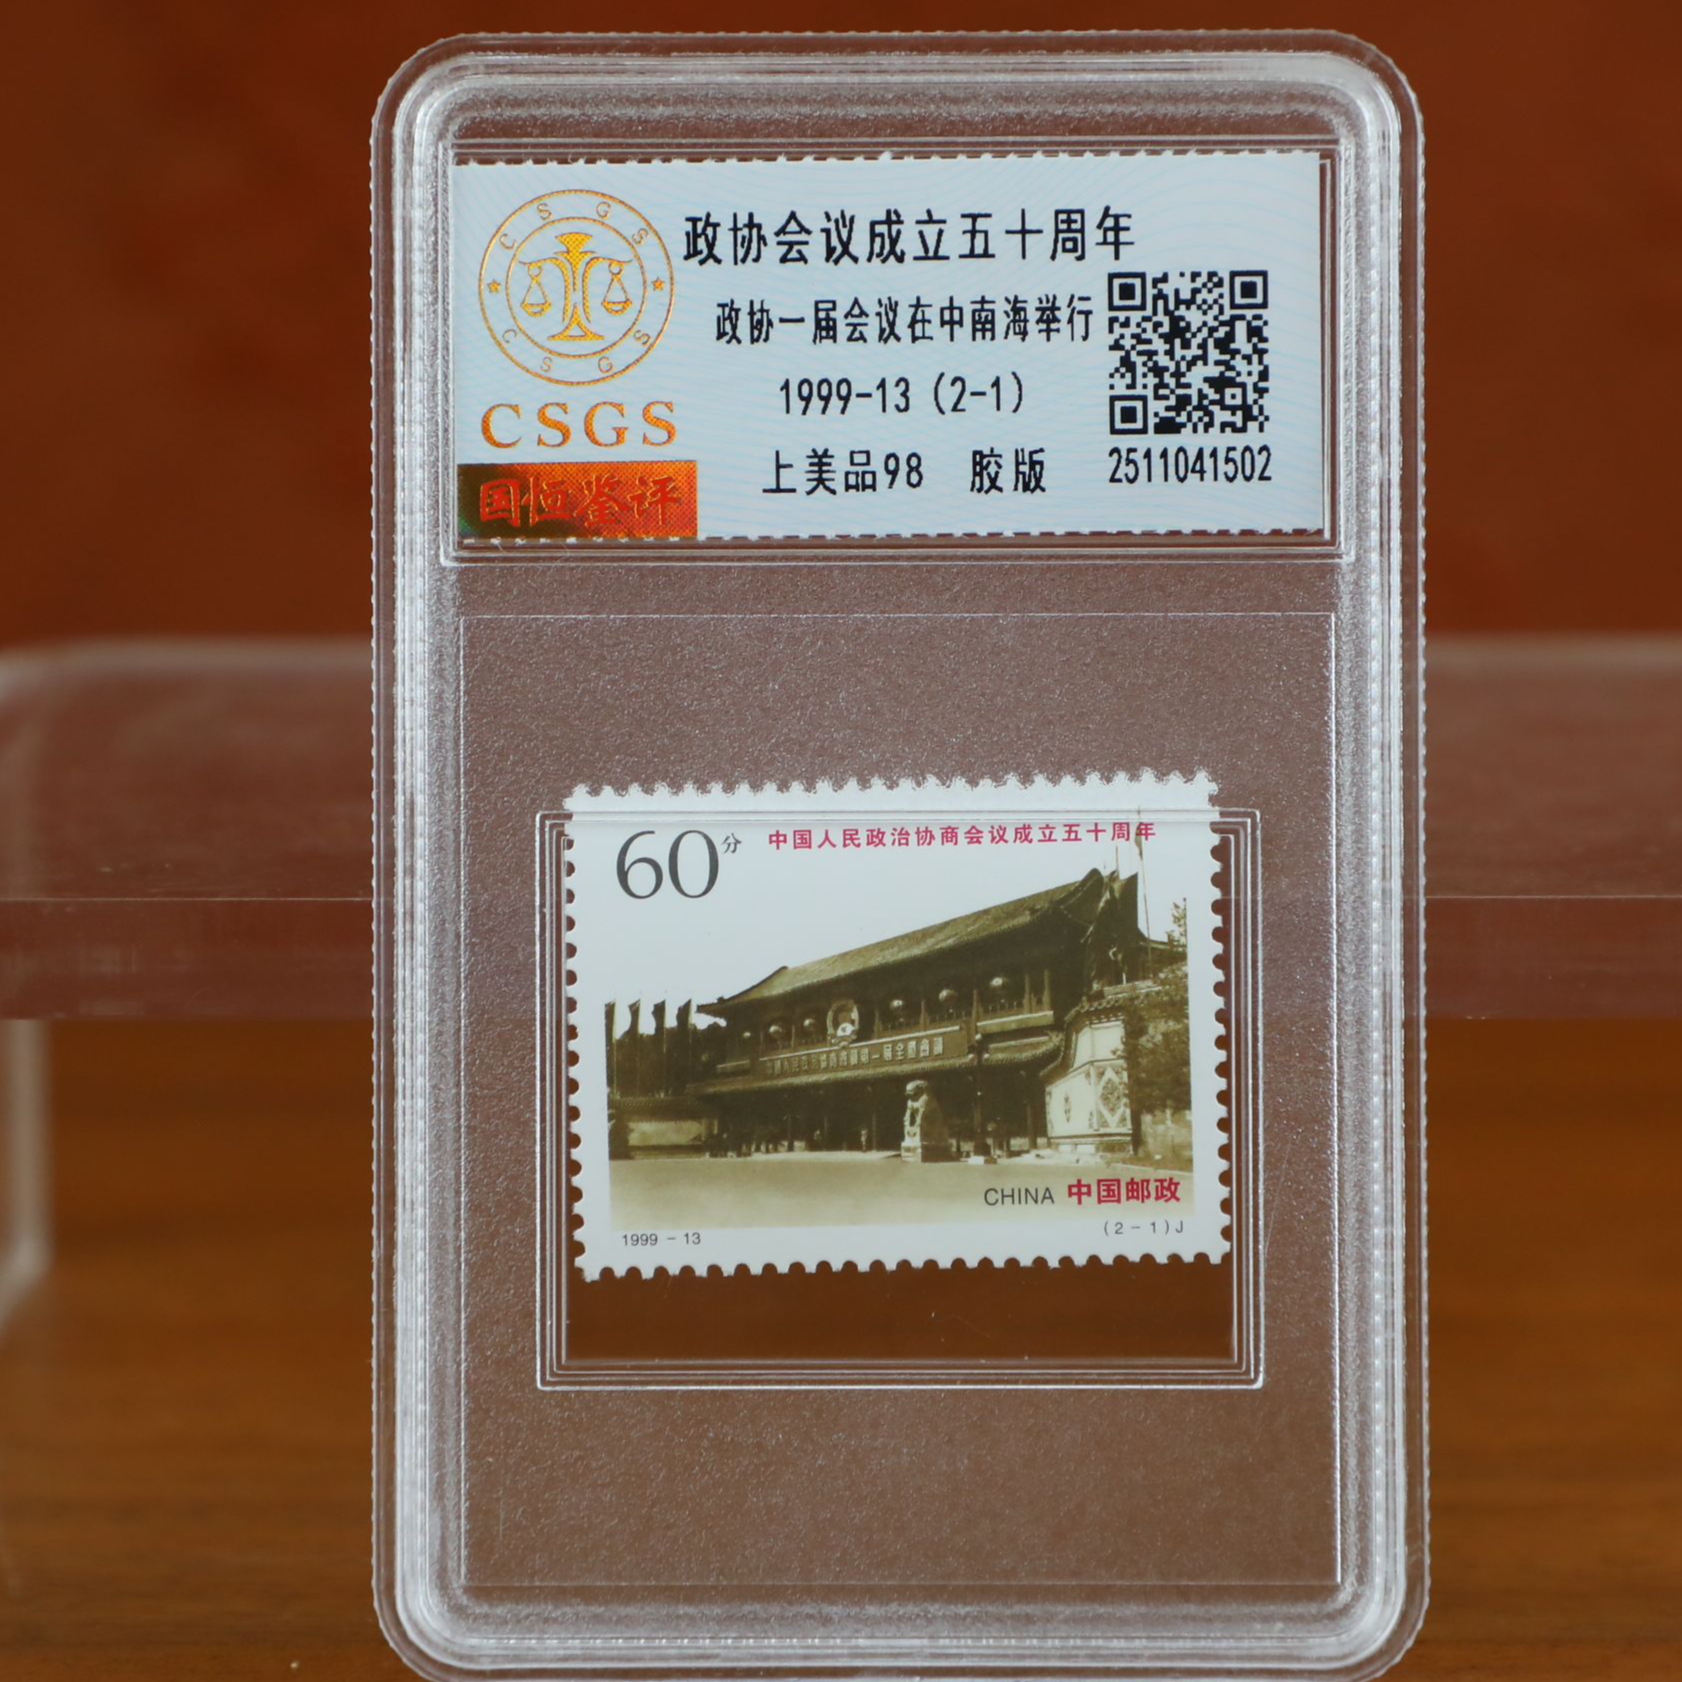 CSGS
CSGS
政协会议成立五十周年
政协一届会议在中南海举行
1999-13 (2-1)
上美品98 胶版
2511041502
CSGS
国恒鉴评
60分
中国人民政治协商会议成立五十周年
CHINA 中国邮政
1999-13
(2-1)J